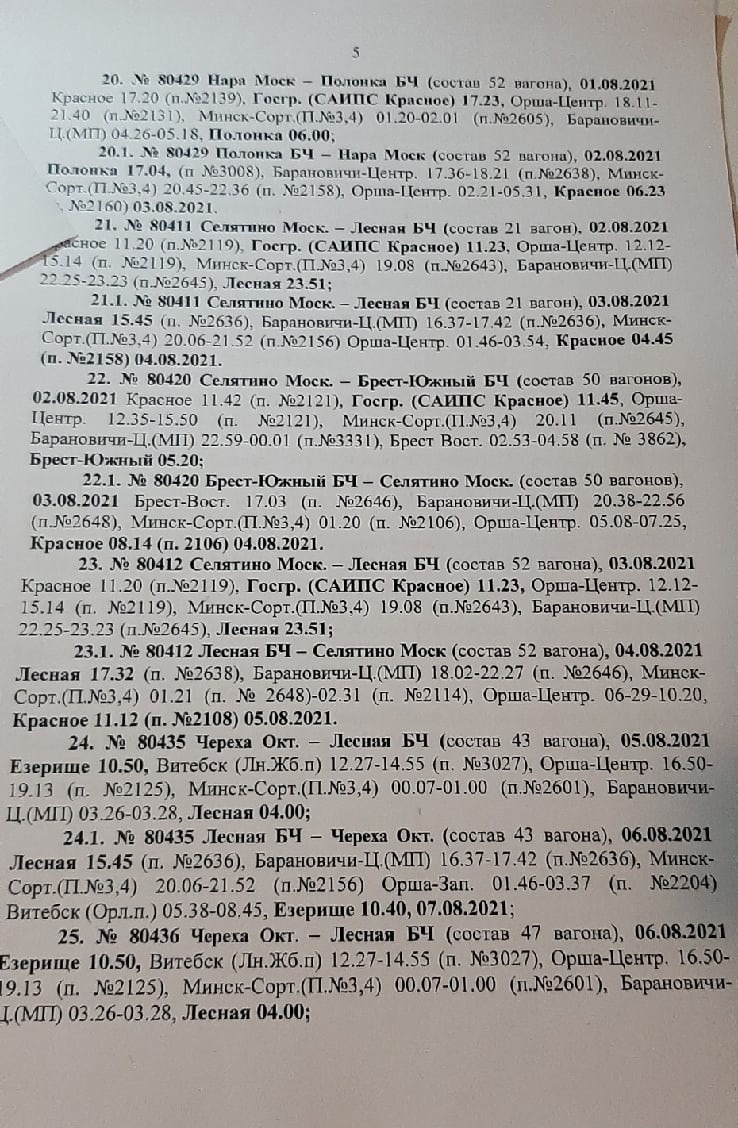 5
20. № 80429 Нара Моск – Полонка БЧ (состав 52 вагона), 01.08.2021
Красное 17.20 (п.№2139), Госгр. (САИПС Красное) 17.23, Орша-Центр. 18.11-
21.40 (п.№2131), Минск-Сорт.(П.№3,4) 01.20-02.01 (п.№2605), Барановичи-
Ц.(МП) 04.26-05.18, Полонка 06.00;
20.1. № 80429 Полонка БЧ – Нара Моск (состав 52 вагона), 02.08.2021
Полонка 17.04, (п №3008), Барановичи-Центр. 17.36-18.21 (п.№2638), Минск-
Сорт.(П.№3,4) 20.45-22.36 (п. №2158), Орша-Центр. 02.21-05.31, Красное 06.23
№2160) 03.08.2021.
21. № 80411 Селятино Моск. – Лесная БЧ (состав 21 вагон), 02.08.2021
расное 11.20 (п.№2119), Госгр. (САИПС Красное) 11.23, Орша-Центр. 12.12-
15.14 (п. №2119), Минск-Сорт.(П.№3,4) 19.08 (п.№2643), Барановичи-Ц.(МП)
22.25-23.23 (п.№2645), Лесная 23.51;
21.1. № 80411 Селятино Моск. – Лесная БЧ (состав 21 вагон), 03.08.2021
Лесная 15.45 (п. №2636), Барановичи-Ц.(МП) 16.37-17.42 (п.№2636), Минск-
Сорт.(П.№3,4) 20.06-21.52 (п.№2156) Орша-Центр. 01.46-03.54, Красное 04.45
(п. №2158) 04.08.2021.
22. № 80420 Селятино Моск. – Брест-Южный БЧ (состав 50 вагонов),
02.08.2021 Красное 11.42 (п. №2121), Госгр. (САИПС Красное) 11.45, Орша-
Центр. 12.35-15.50 (п. №2121), Минск-Сорт.(П.№3,4) 20.11 (п.№2645),
Барановичи-Ц.(МП) 22.59-00.01 (п.№3331), Брест Вост. 02.53-04.58 (п. № 3862),
Брест-Южный 05.20;
22.1. № 80420 Брест-Южный БЧ – Селятино Моск. (состав 50 вагонов),
03.08.2021 Брест-Вост. 17.03 (п. №2646), Барановичи-Ц.(МП) 20.38-22.56
(п.№2648), Минск-Сорт.(П.№3,4) 01.20 (п. №2106), Орша-Центр. 05.08-07.25,
Красное 08.14 (п. 2106) 04.08.2021.
23. № 80412 Селятино Моск. – Лесная БЧ (состав 52 вагона), 03.08.2021
Красное 11.20 (п.№2119), Госгр. (САИПС Красное) 11.23, Орша-Центр. 12.12-
15.14 (п. №2119), Минск-Сорт.(П.№3,4) 19.08 (п.№2643), Барановичи-Ц.(МП)
22.25-23.23 (п.№2645), Лесная 23.51;
23.1. № 80412 Лесная БЧ – Селятино Моск (состав 52 вагона), 04.08.2021
Лесная 17.32 (п. №2638), Барановичи-Ц.(МП) 18.02-22.27 (п. №2646), Минск-
Сорт.(П.№3,4) 01.21 (п. № 2648)-02.31 (п. №2114), Орша-Центр. 06-29-10.20,
Красное 11.12 (п. №2108) 05.08.2021.
24. № 80435 Череха Окт. – Лесная БЧ (состав 43 вагона), 05.08.2021
Езерище 10.50, Витебск (Лн.Жб.п) 12.27-14.55 (п. №3027), Орша-Центр. 16.50-
19.13 (п. №2125), Минск-Сорт.(П.№3,4) 00.07-01.00 (п.№2601), Барановичи-
Ц.(МП) 03.26-03.28, Лесная 04.00;
24.1. № 80435 Лесная БЧ – Череха Окт. (состав 43 вагона), 06.08.2021
Лесная 15.45 (п. №2636), Барановичи-Ц.(МП) 16.37-17.42 (п.№2636), Минск-
Сорт.(П.№3,4) 20.06-21.52 (п.№2156) Орша-Зап. 01.46-03.37 (п. №2204)
Витебск (Орл.п.) 05.38-08.45, Езерище 10.40, 07.08.2021;
25. № 80436 Череха Окт. – Лесная БЧ (состав 47 вагона), 06.08.2021
Езерище 10.50, Витебск (Лн.Жб.п) 12.27-14.55 (п. №3027), Орша-Центр. 16.50-
19.13 (п. №2125), Минск-Сорт.(П.№3,4) 00.07-01.00 (п.№2601), Барановичи-
Ц.(МП) 03.26-03.28, Лесная 04.00;